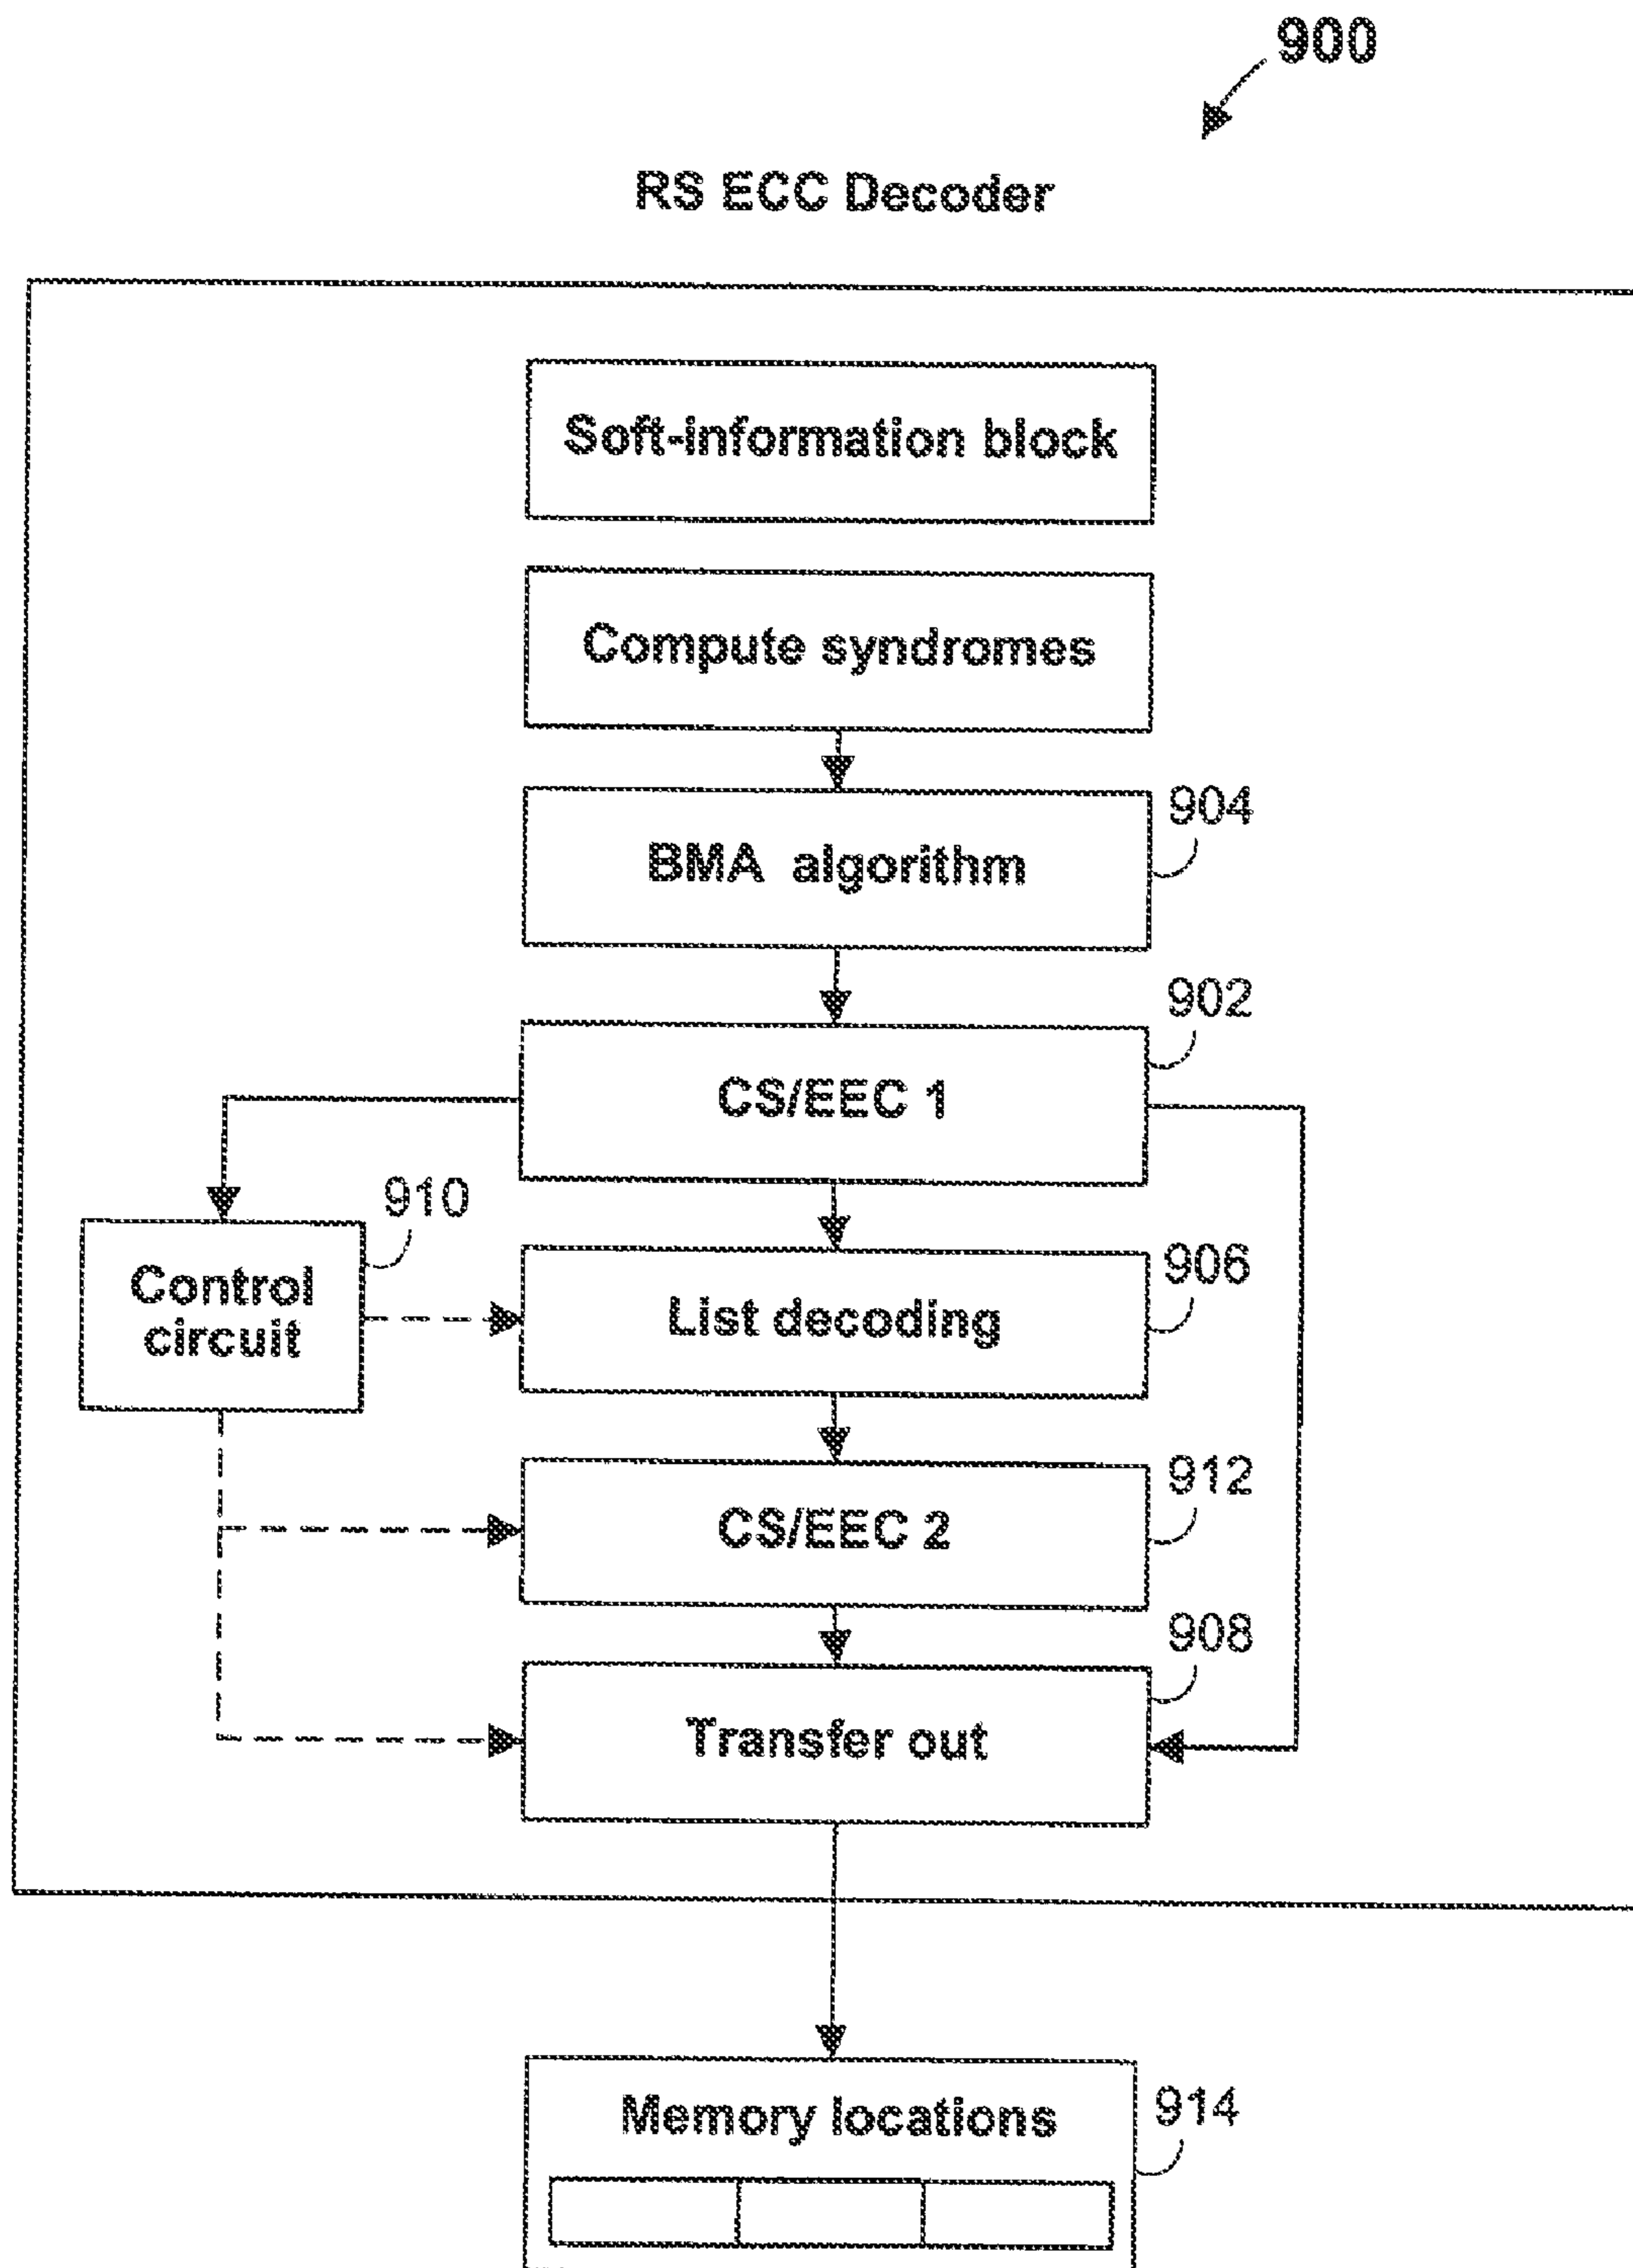 900
RS ECC Decoder
Soft-information block
Compute syndromes
904
BMA algorithm
902
CS/EEC 1
910
Control
circuit
906
List decoding
912
CS/EEC 2
908
Transfer out
Memory locations
914